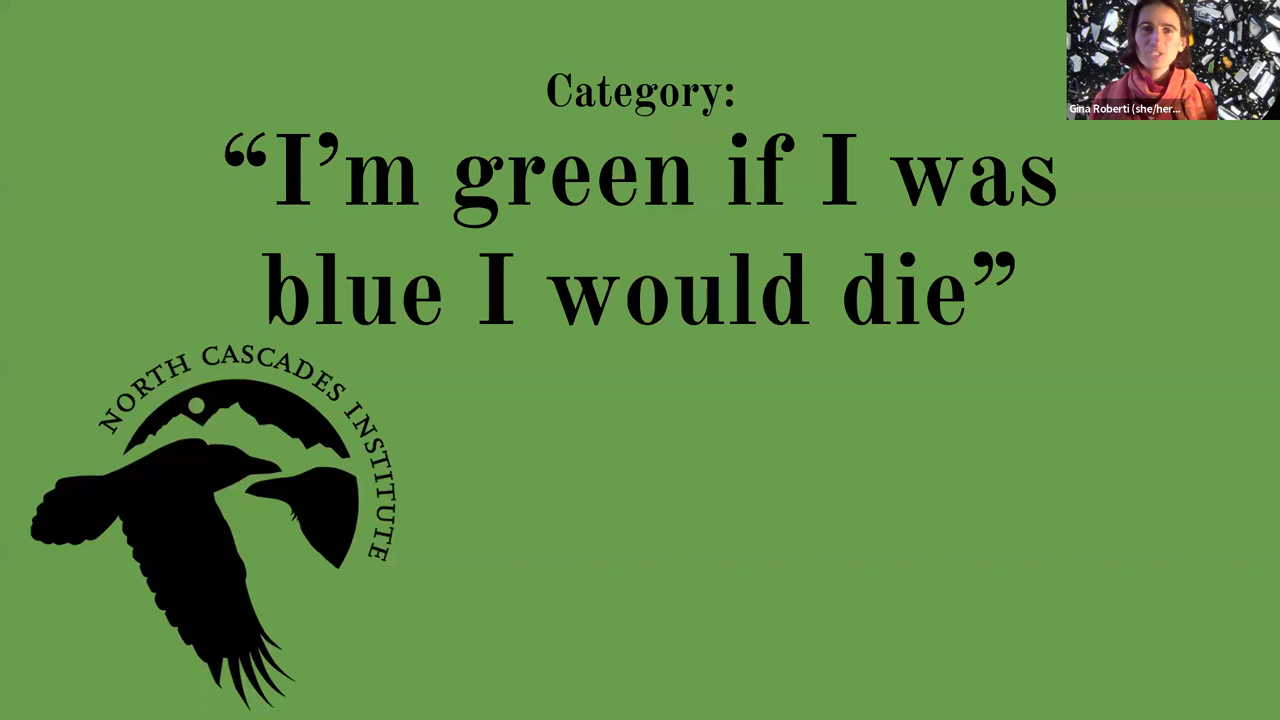 Category:
“I’m green if I was
blue I would die”
NORTH CASCADES INSTITUTE
Gina Roberti (she/her...